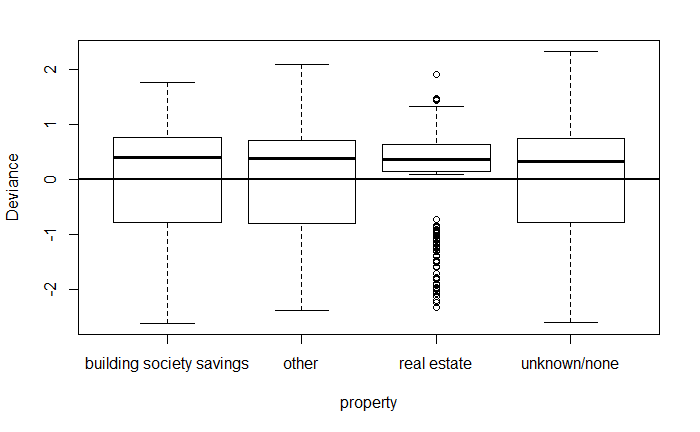 2
1
0
-1
-2
Deviance
building society savings other real estate unknown/none
property